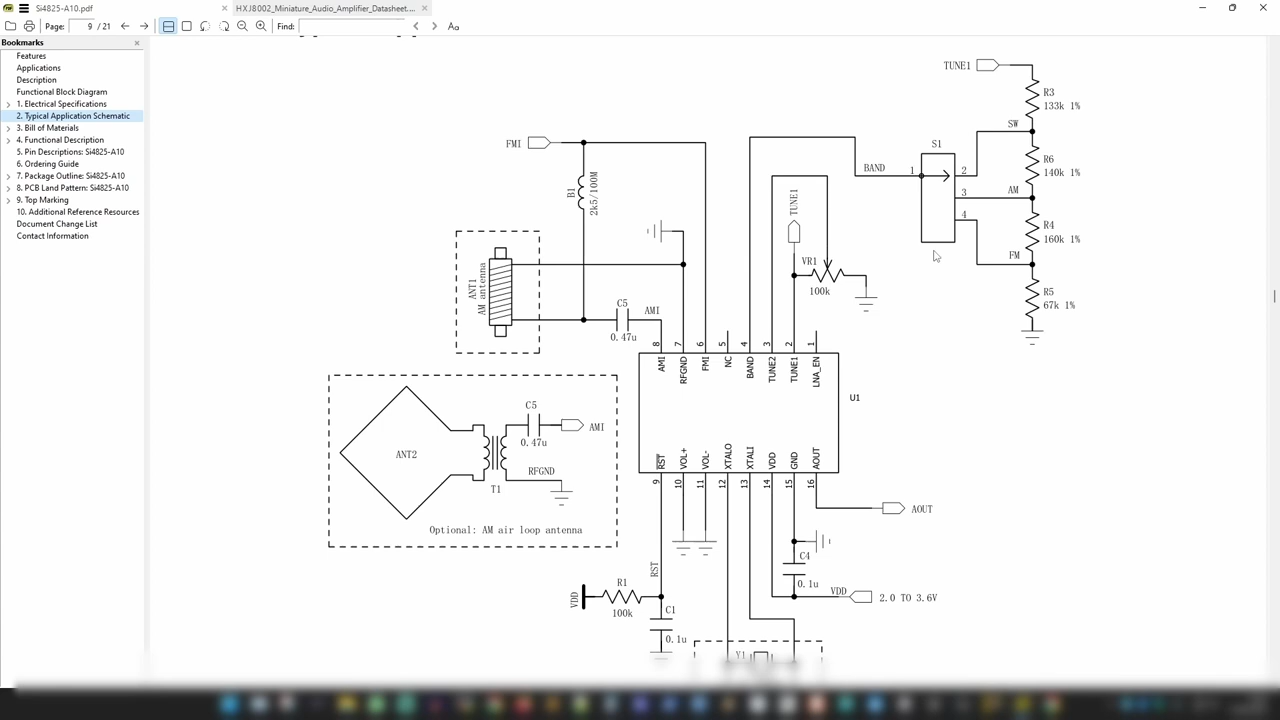 Si4825-A10.pdf
HXJ8002_Miniature_Audio_Amplifier_Datasheet....
Page: 9 / 21
Find:
Aa
Bookmarks
Features
Applications
Description
Functional Block Diagram
1. Electrical Specifications
2. Typical Application Schematic
3. Bill of Materials
4. Functional Description
5. Pin Descriptions: Si4825-A10
6. Ordering Guide
7. Package Outline: Si4825-A10
8. PCB Land Pattern: Si4825-A10
9. Top Marking
10. Additional Reference Resources
Document Change List
Contact Information
TUNE1
R3
133k 1%
SW
S1
FMI
BAND
1
2
R6
140k 1%
B1
2k5/100M
TUNE1
3
AM
4
R4
160k 1%
FM
VR1
100k
ANT1
AM antenna
C5
AMI
0.47u
R5
67k 1%
8
7
6
5
4
3
2
1
AMI
RFGND
FMI
NC
BAND
TUNE2
TUNE1
LNA_EN
U1
C5
AMI
0.47u
ANT2
RFGND
T1
Optional: AM air loop antenna
RST
VOL+
VOL-
XTALO
XTALI
VDD
GND
AOUT
9
10
11
12
13
14
15
16
AOUT
C4
0.1u
RST
VDD
R1
100k
VDD
2.0 TO 3.6V
C1
0.1u
Y1